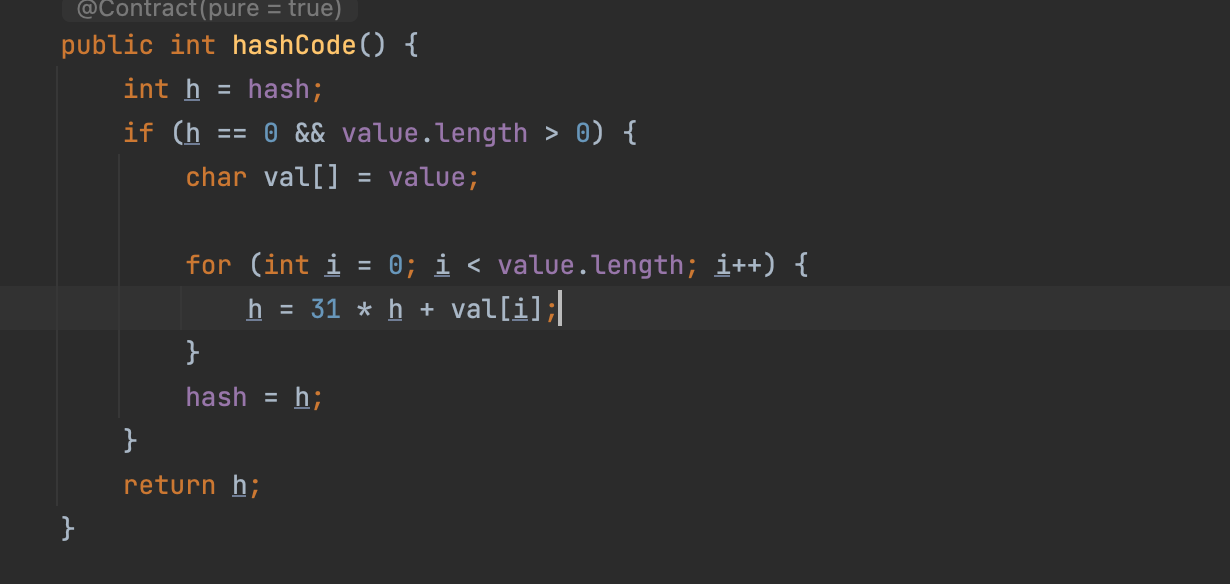 @Contract(pure = true)
public int hashCode() {
int h = hash;
if (h == 0 && value.length > 0) {
char val[] = value;
for (int i = 0; i < value.length; i++) {
h = 31 * h + val[i];
}
hash = h;
}
return h;
}